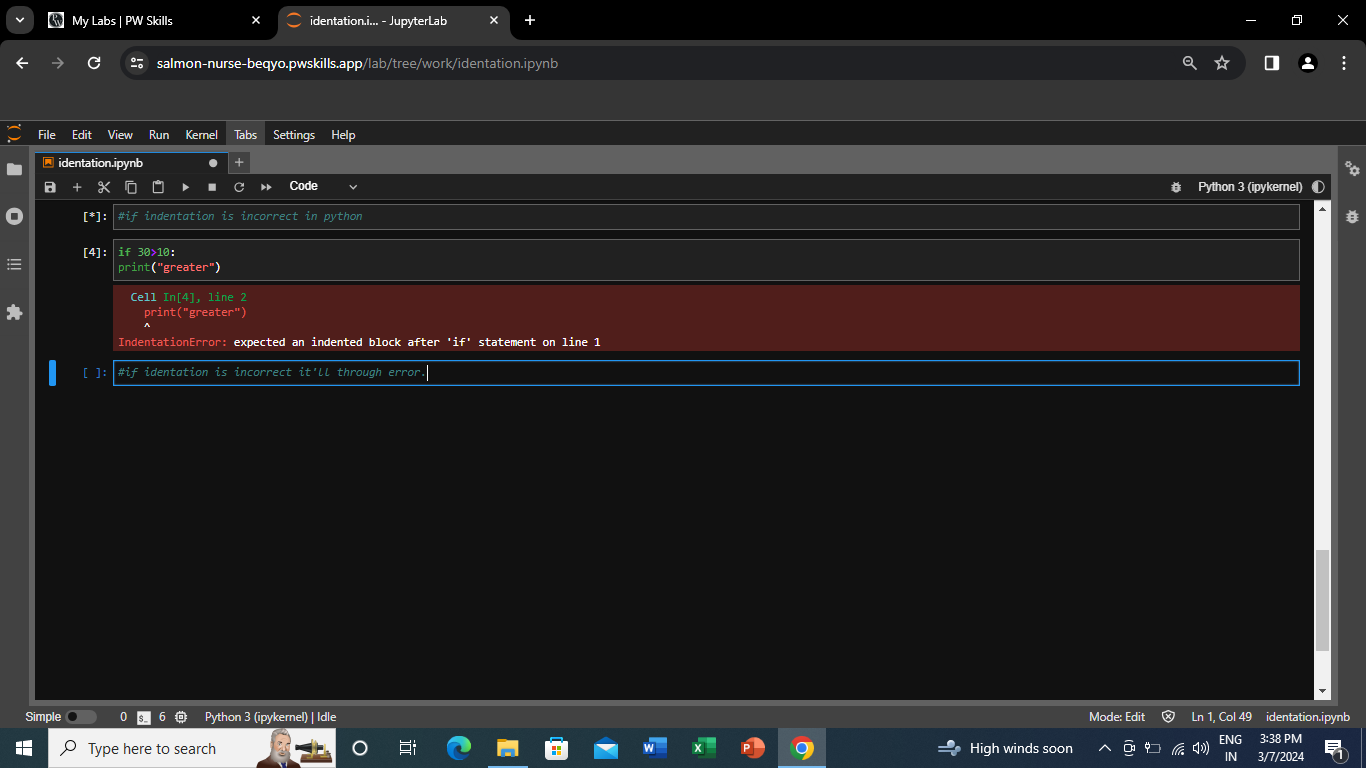 My Labs | PW Skills
identation.i... - JupyterLab
salmon-nurse-beqyo.pwskills.app/lab/tree/work/identation.ipynb
File Edit View Run Kernel Tabs Settings Help
identation.ipynb
Code
Python 3 (ipykernel)
[*]: #if indentation is incorrect in python
[4]: if 30>10:
print("greater")
Cell In[4], line 2
print("greater")
^
IndentationError: expected an indented block after 'if' statement on line 1
[ ]: #if identation is incorrect it'll through error.
Simple 0 $_ 6 Python 3 (ipykernel) | Idle Mode: Edit Ln 1, Col 49 identation.ipynb
Type here to search
High winds soon
ENG
IN
3:38 PM
3/7/2024
1